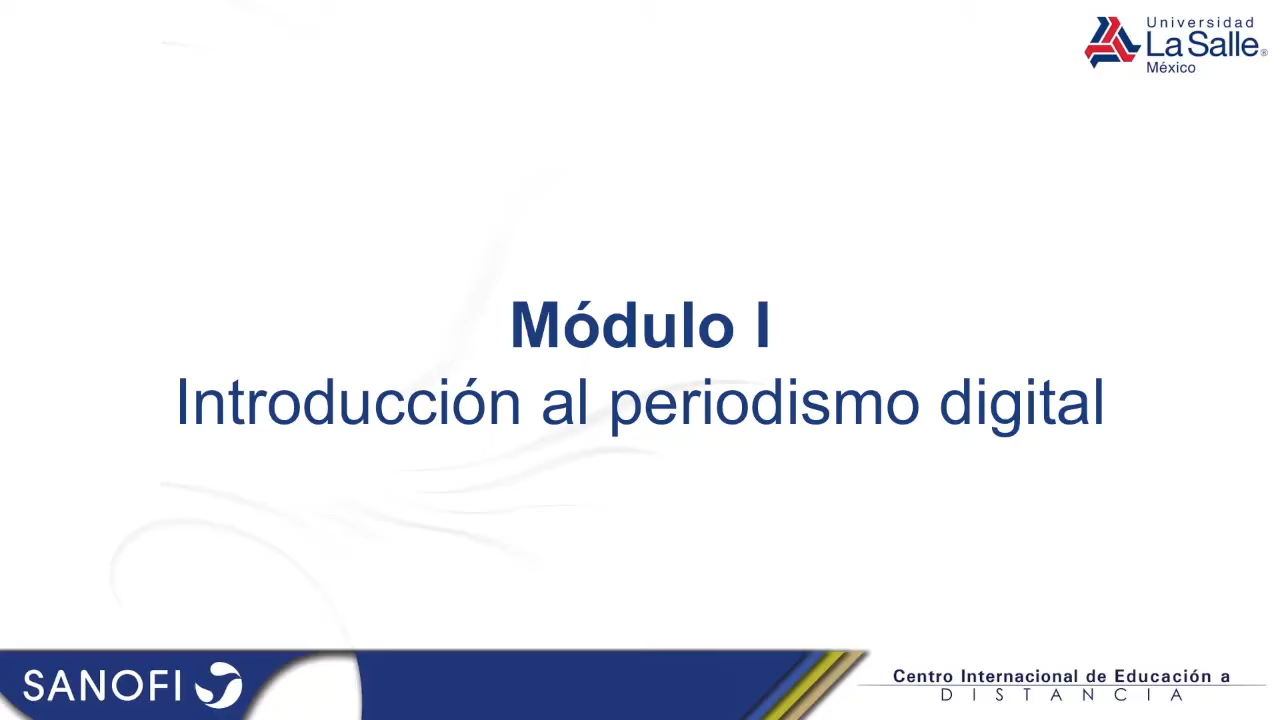 Universidad
La Salle®
México
Módulo I
Introducción al periodismo digital
SANOFI
Centro Internacional de Educación a
DISTANCIA